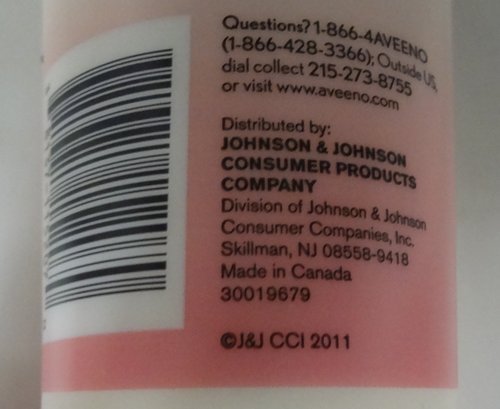 Questions? 1-866-4AVEENO
(1-866-428-3366); Outside US,
dial collect 215-273-8755
or visit www.aveeno.com
Distributed by:
JOHNSON & JOHNSON
CONSUMER PRODUCTS
COMPANY
Division of Johnson & Johnson
Consumer Companies, Inc.
Skillman, NJ 08558-9418
Made in Canada
30019679
©J&J CCI 2011